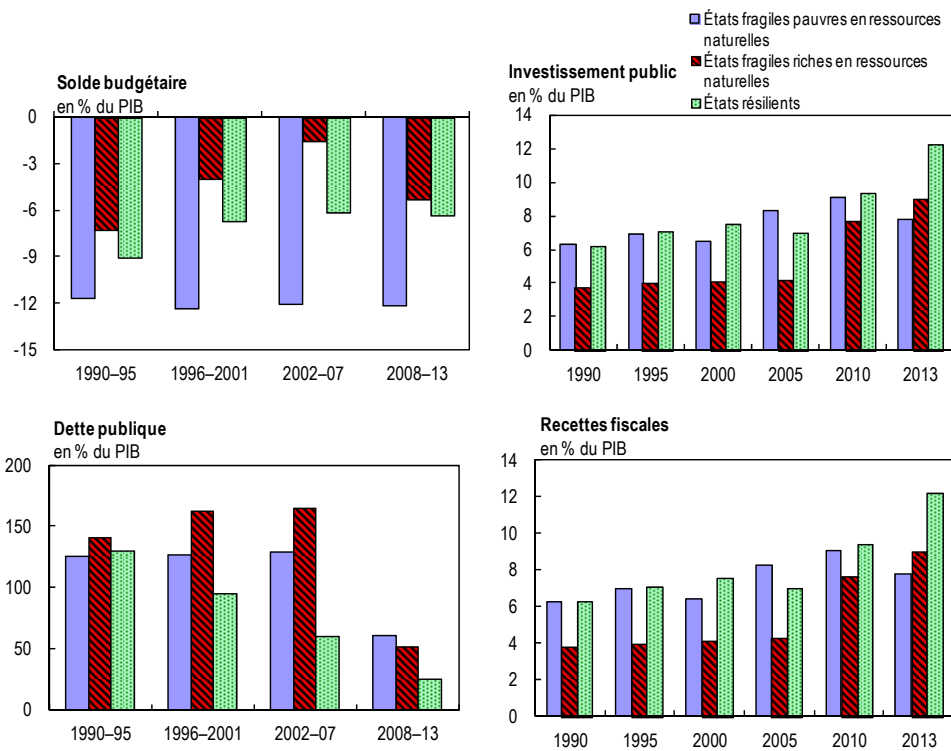 États fragiles pauvres en ressources
naturelles
États fragiles riches en ressources
naturelles
États résilients
Solde budgétaire
en % du PIB
-0
-3
-6
-9
-12
-15
1990–95 1996–2001 2002–07 2008–13
Investissement public
en % du PIB
14
12
10
8
6
4
2
0
1990 1995 2000 2005 2010 2013
Dette publique
en % du PIB
200
150
100
50
0
1990–95 1996–2001 2002–07 2008–13
Recettes fiscales
en % du PIB
14
12
10
8
6
4
2
0
1990 1995 2000 2005 2010 2013